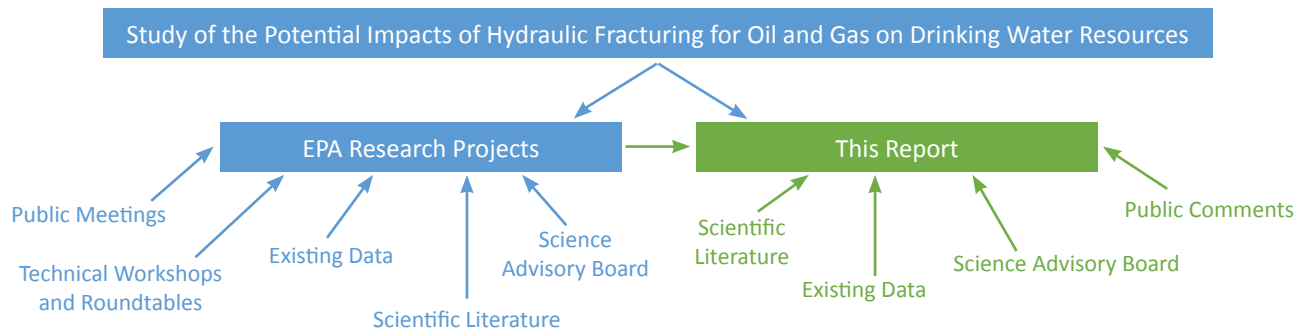 Study of the Potential Impacts of Hydraulic Fracturing for Oil and Gas on Drinking Water Resources
EPA Research Projects
This Report
Public Meetings
Technical Workshops
and Roundtables
Existing Data
Scientific Literature
Science
Advisory Board
Scientific
Literature
Existing Data
Science Advisory Board
Public Comments